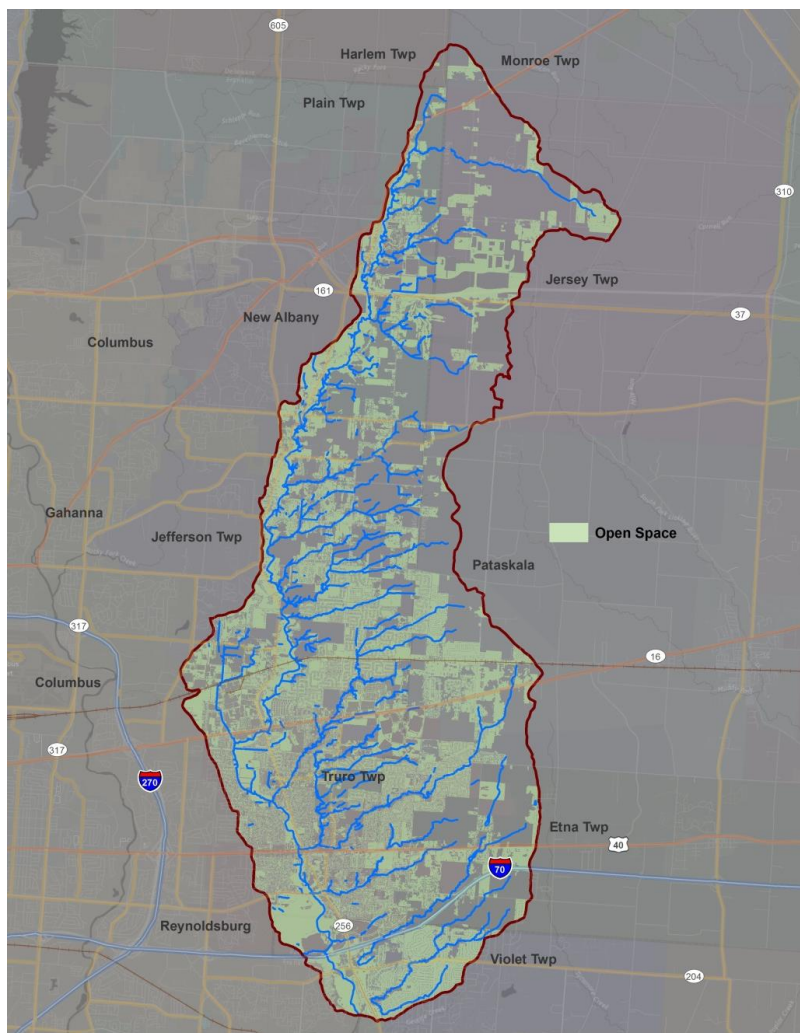 605
Harlem Twp
Monroe Twp
Plain Twp
310
Jersey Twp
161
37
New Albany
Columbus
Gahanna
Open Space
Jefferson Twp
Pataskala
317
16
Columbus
317
270
Truro Twp
Etna Twp
40
70
Reynoldsburg
256
Violet Twp
204